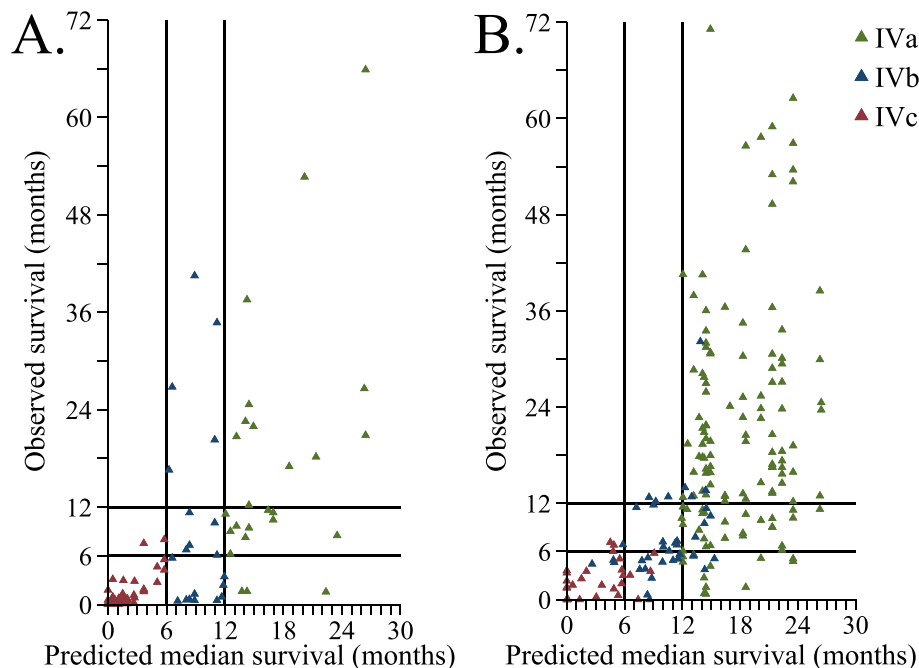 A.
72
60
48
36
24
12
6
0
Observed survival (months)
0 6 12 18 24 30
Predicted median survival (months)
B.
72
60
48
36
24
12
6
0
Observed survival (months)
0 6 12 18 24 30
Predicted median survival (months)
IVa
IVb
IVc